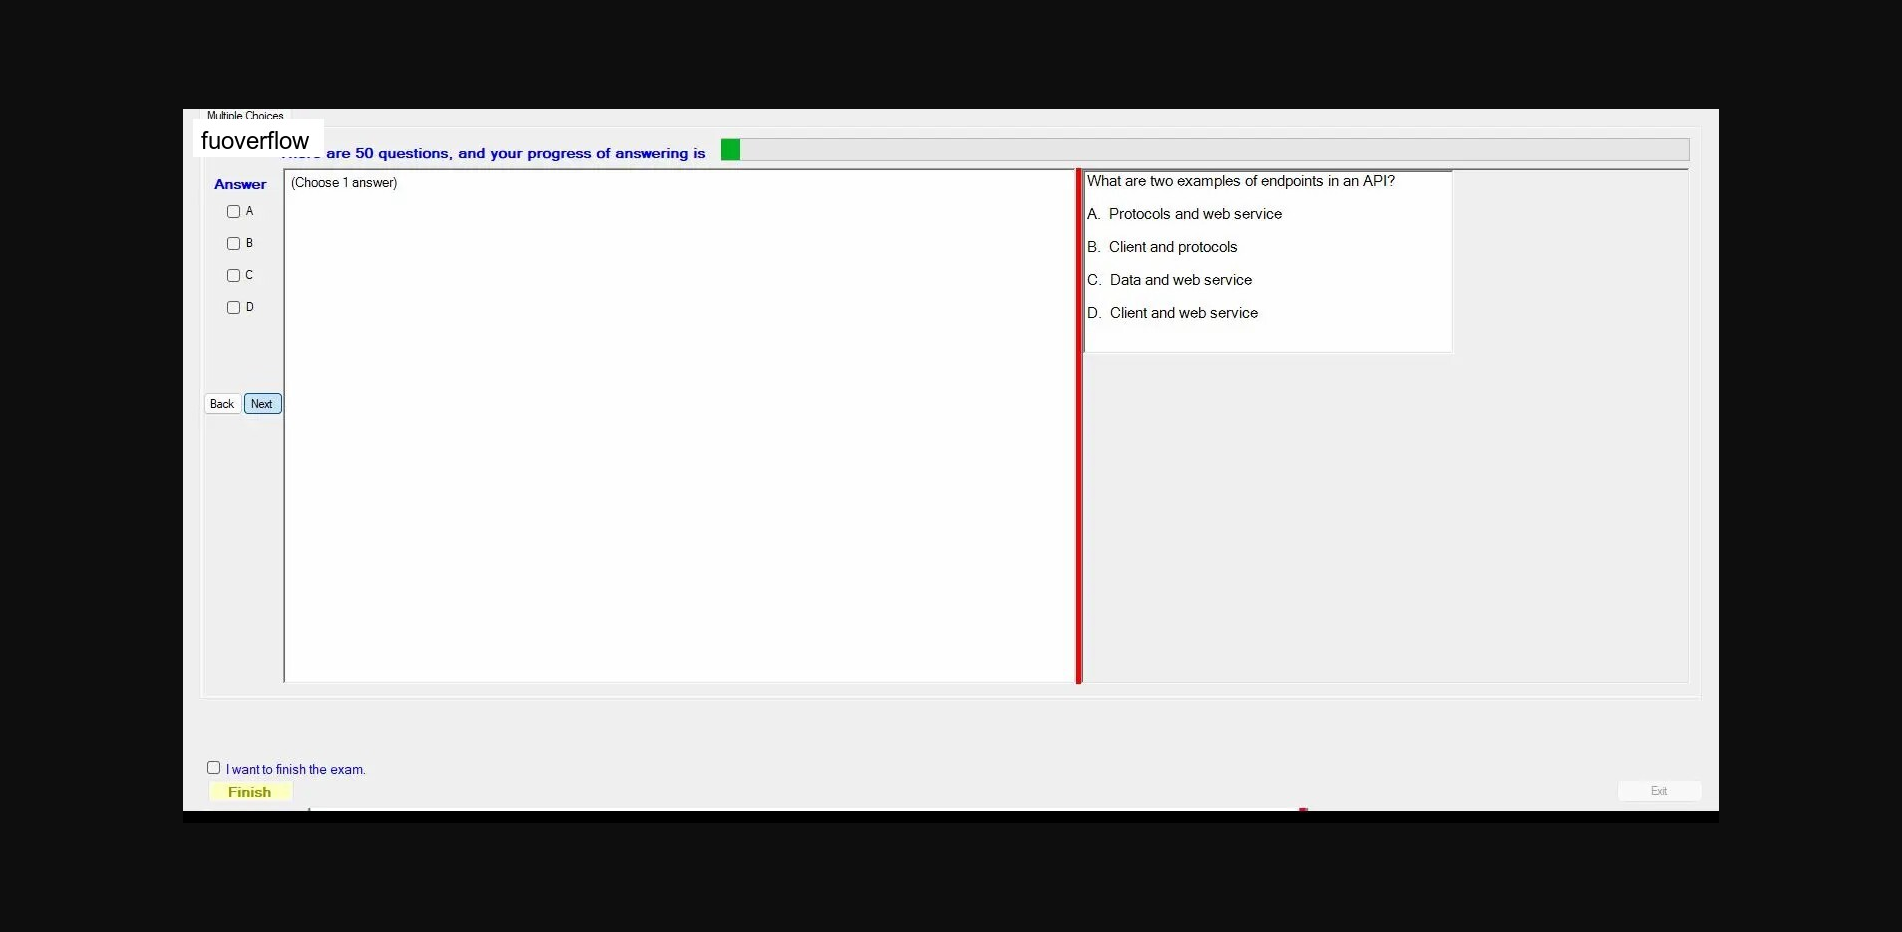 Multiple Choices
fuoverflow
are 50 questions, and your progress of answering is
Answer
(Choose 1 answer)
A
B
C
D
Back Next
What are two examples of endpoints in an API?
A. Protocols and web service
B. Client and protocols
C. Data and web service
D. Client and web service
I want to finish the exam.
Finish
Exit